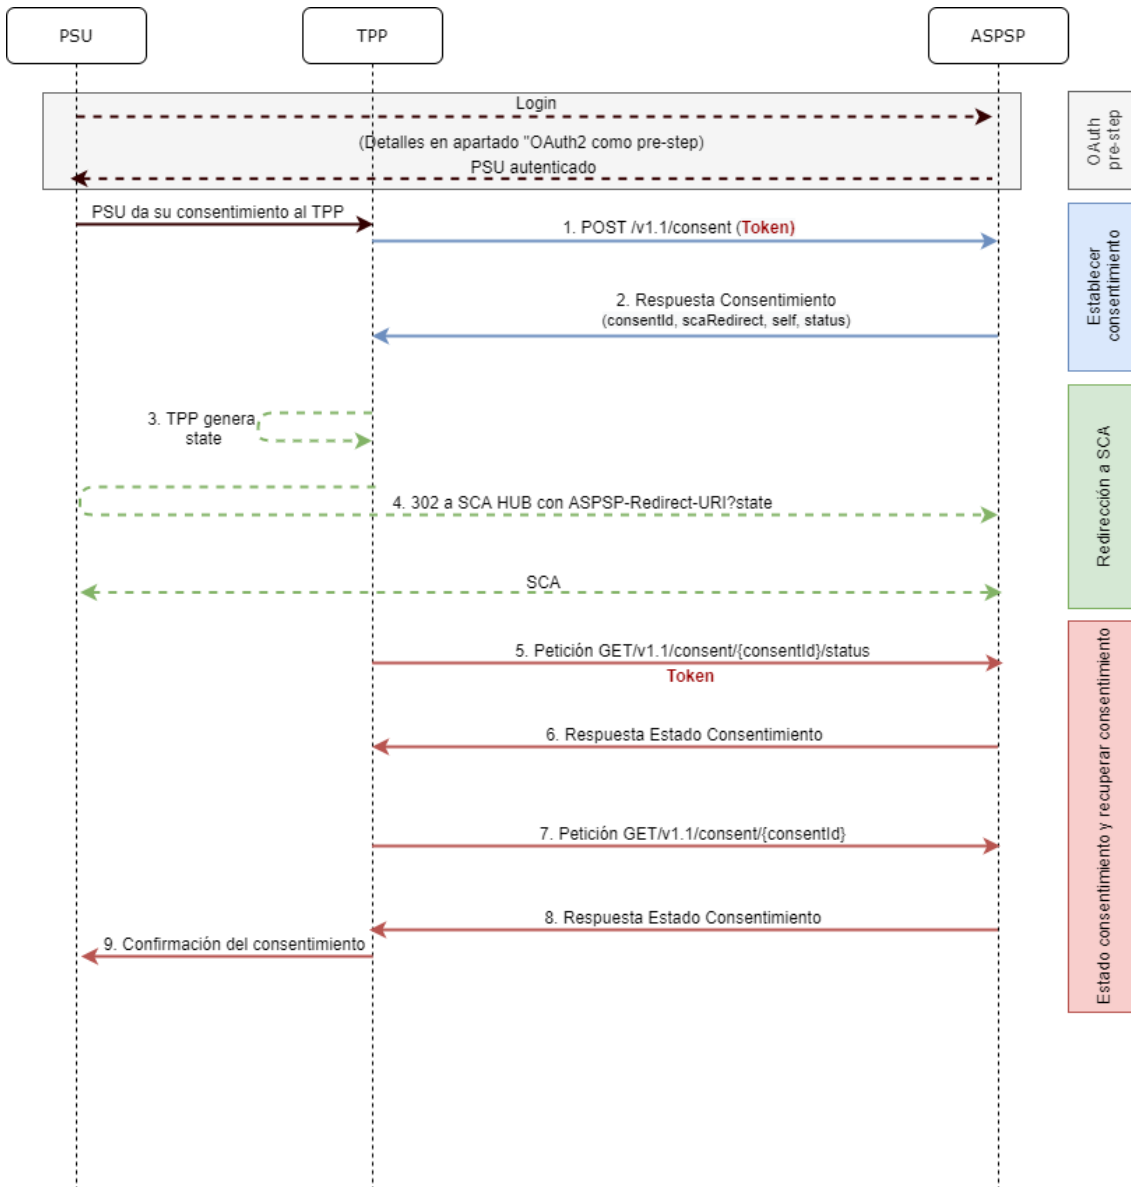 PSU
TPP
ASPSP
Login
(Detalles en apartado "OAuth2 como pre-step)
PSU autenticado
OAuth
pre-step
PSU da su consentimiento al TPP
1. POST /v1.1/consent (Token)
2. Respuesta Consentimiento
(consentId, scaRedirect, self, status)
Establecer
consentimiento
3. TPP genera
state
4. 302 a SCA HUB con ASPSP-Redirect-URI?state
SCA
Redirección a SCA
5. Petición GET/v1.1/consent/{consentId}/status
Token
6. Respuesta Estado Consentimiento
7. Petición GET/v1.1/consent/{consentId}
8. Respuesta Estado Consentimiento
9. Confirmación del consentimiento
Estado consentimiento y recuperar consentimiento